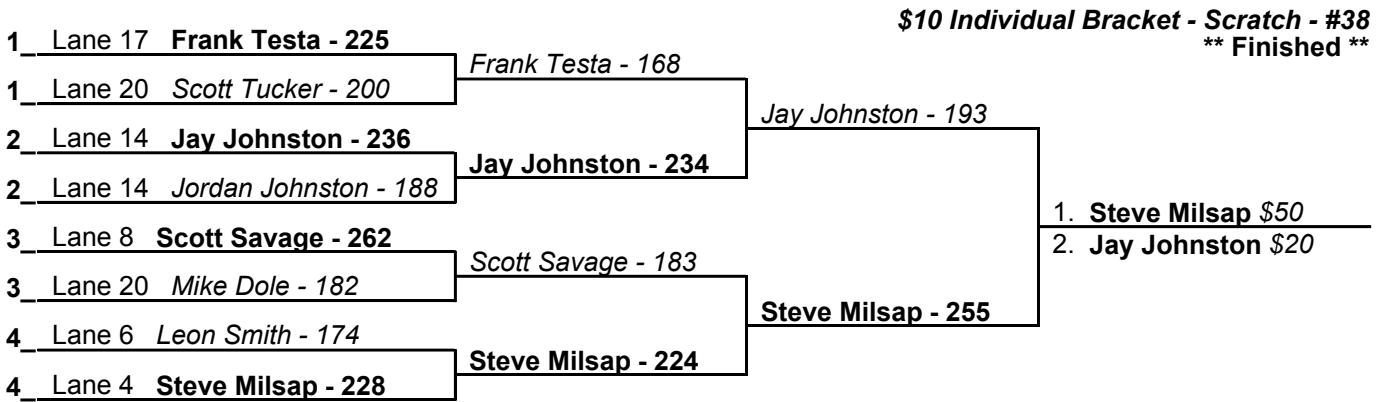 $10 Individual Bracket - Scratch - #38
** Finished **
1_ Lane 17 Frank Testa - 225
1_ Lane 20 Scott Tucker - 200
2_ Lane 14 Jay Johnston - 236
2_ Lane 14 Jordan Johnston - 188
3_ Lane 8 Scott Savage - 262
3_ Lane 20 Mike Dole - 182
4_ Lane 6 Leon Smith - 174
4_ Lane 4 Steve Milsap - 228
Frank Testa - 168
Jay Johnston - 234
Scott Savage - 183
Steve Milsap - 224
Jay Johnston - 193
Steve Milsap - 255
1. Steve Milsap $50
2. Jay Johnston $20